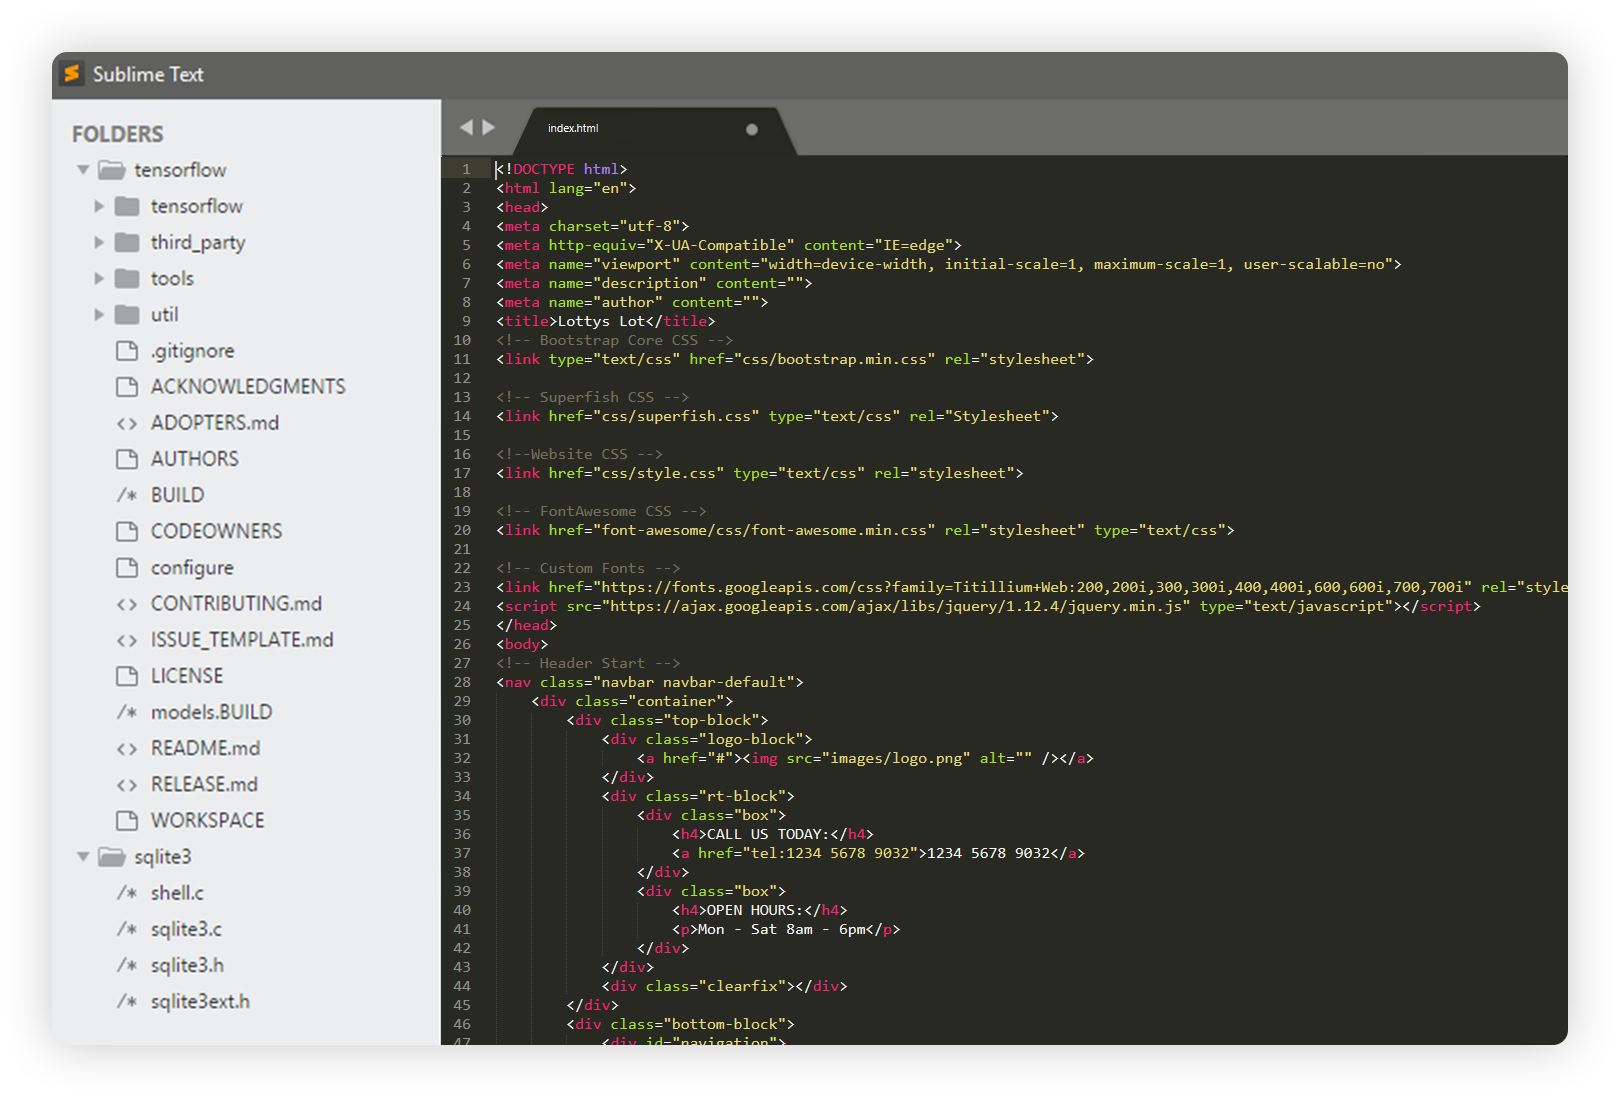 Sublime Text
FOLDERS
tensorflow
tensorflow
third_party
tools
util
.gitignore
ACKNOWLEDGMENTS
<> ADOPTERS.md
AUTHORS
/* BUILD
CODEOWNERS
configure
<> CONTRIBUTING.md
<> ISSUE_TEMPLATE.md
LICENSE
/* models.BUILD
<> README.md
<> RELEASE.md
WORKSPACE
sqlite3
/* shell.c
/* sqlite3.c
/* sqlite3.h
/* sqlite3ext.h
index.html
1 <!DOCTYPE html>
2 <html lang="en">
3 <head>
4 <meta charset="utf-8">
5 <meta http-equiv="X-UA-Compatible" content="IE=edge">
6 <meta name="viewport" content="width=device-width, initial-scale=1, maximum-scale=1, user-scalable=no">
7 <meta name="description" content="">
8 <meta name="author" content="">
9 <title>Lottys Lot</title>
10 <!-- Bootstrap Core CSS -->
11 <link type="text/css" href="css/bootstrap.min.css" rel="stylesheet">
12
13 <!-- Superfish CSS -->
14 <link href="css/superfish.css" type="text/css" rel="Stylesheet">
15
16 <!--Website CSS -->
17 <link href="css/style.css" type="text/css" rel="stylesheet">
18
19 <!-- FontAwesome CSS -->
20 <link href="font-awesome/css/font-awesome.min.css" rel="stylesheet" type="text/css">
21
22 <!-- Custom Fonts -->
23 <link href="https://fonts.googleapis.com/css?family=Titillium+Web:200,200i,300,300i,400,400i,600,600i,700,700i" rel="style
24 <script src="https://ajax.googleapis.com/ajax/libs/jquery/1.12.4/jquery.min.js" type="text/javascript"></script>
25 </head>
26 <body>
27 <!-- Header Start -->
28 <nav class="navbar navbar-default">
29 <div class="container">
30 <div class="top-block">
31 <div class="logo-block">
32 <a href="#"><img src="images/logo.png" alt="" /></a>
33 </div>
34 <div class="rt-block">
35 <div class="box">
36 <h4>CALL US TODAY:</h4>
37 <a href="tel:1234 5678 9032">1234 5678 9032</a>
38 </div>
39 <div class="box">
40 <h4>OPEN HOURS:</h4>
41 <p>Mon - Sat 8am - 6pm</p>
42 </div>
43 </div>
44 <div class="clearfix"></div>
45 </div>
46 <div class="bottom-block">
47 <div id="navigation">